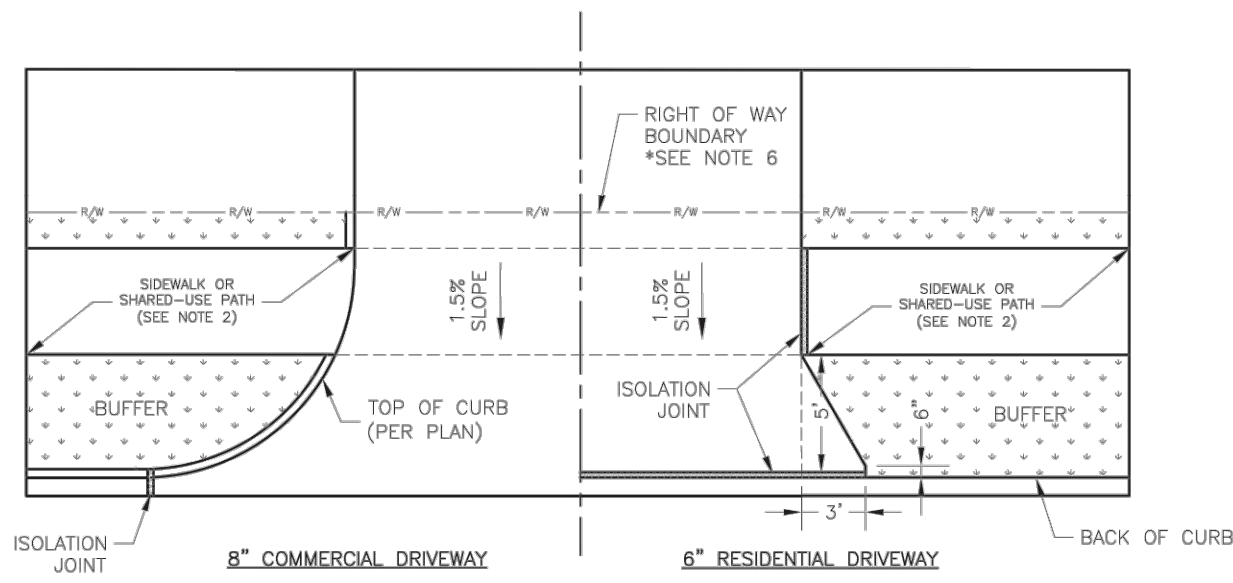 RIGHT OF WAY
BOUNDARY
*SEE NOTE 6
R/W
R/W
R/W
R/W
R/W
R/W
R/W
SIDEWALK OR
SHARED-USE PATH
(SEE NOTE 2)
1.5%
SLOPE
1.5%
SLOPE
SIDEWALK OR
SHARED-USE PATH
(SEE NOTE 2)
BUFFER
TOP OF CURB
(PER PLAN)
ISOLATION
JOINT
5'
BUFFER
6"
3'
ISOLATION
JOINT
8" COMMERCIAL DRIVEWAY
6" RESIDENTIAL DRIVEWAY
BACK OF CURB